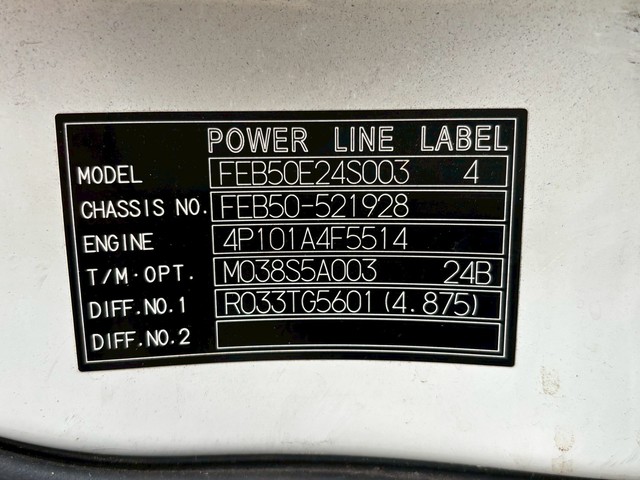 POWER LINE LABEL
MODEL FEB50E24S003 4
CHASSIS NO. FEB50-521928
ENGINE 4P101A4F5514
T/M·OPT. M038S5A003 24B
DIFF.NO.1 R033TG5601 (4.875)
DIFF.NO.2